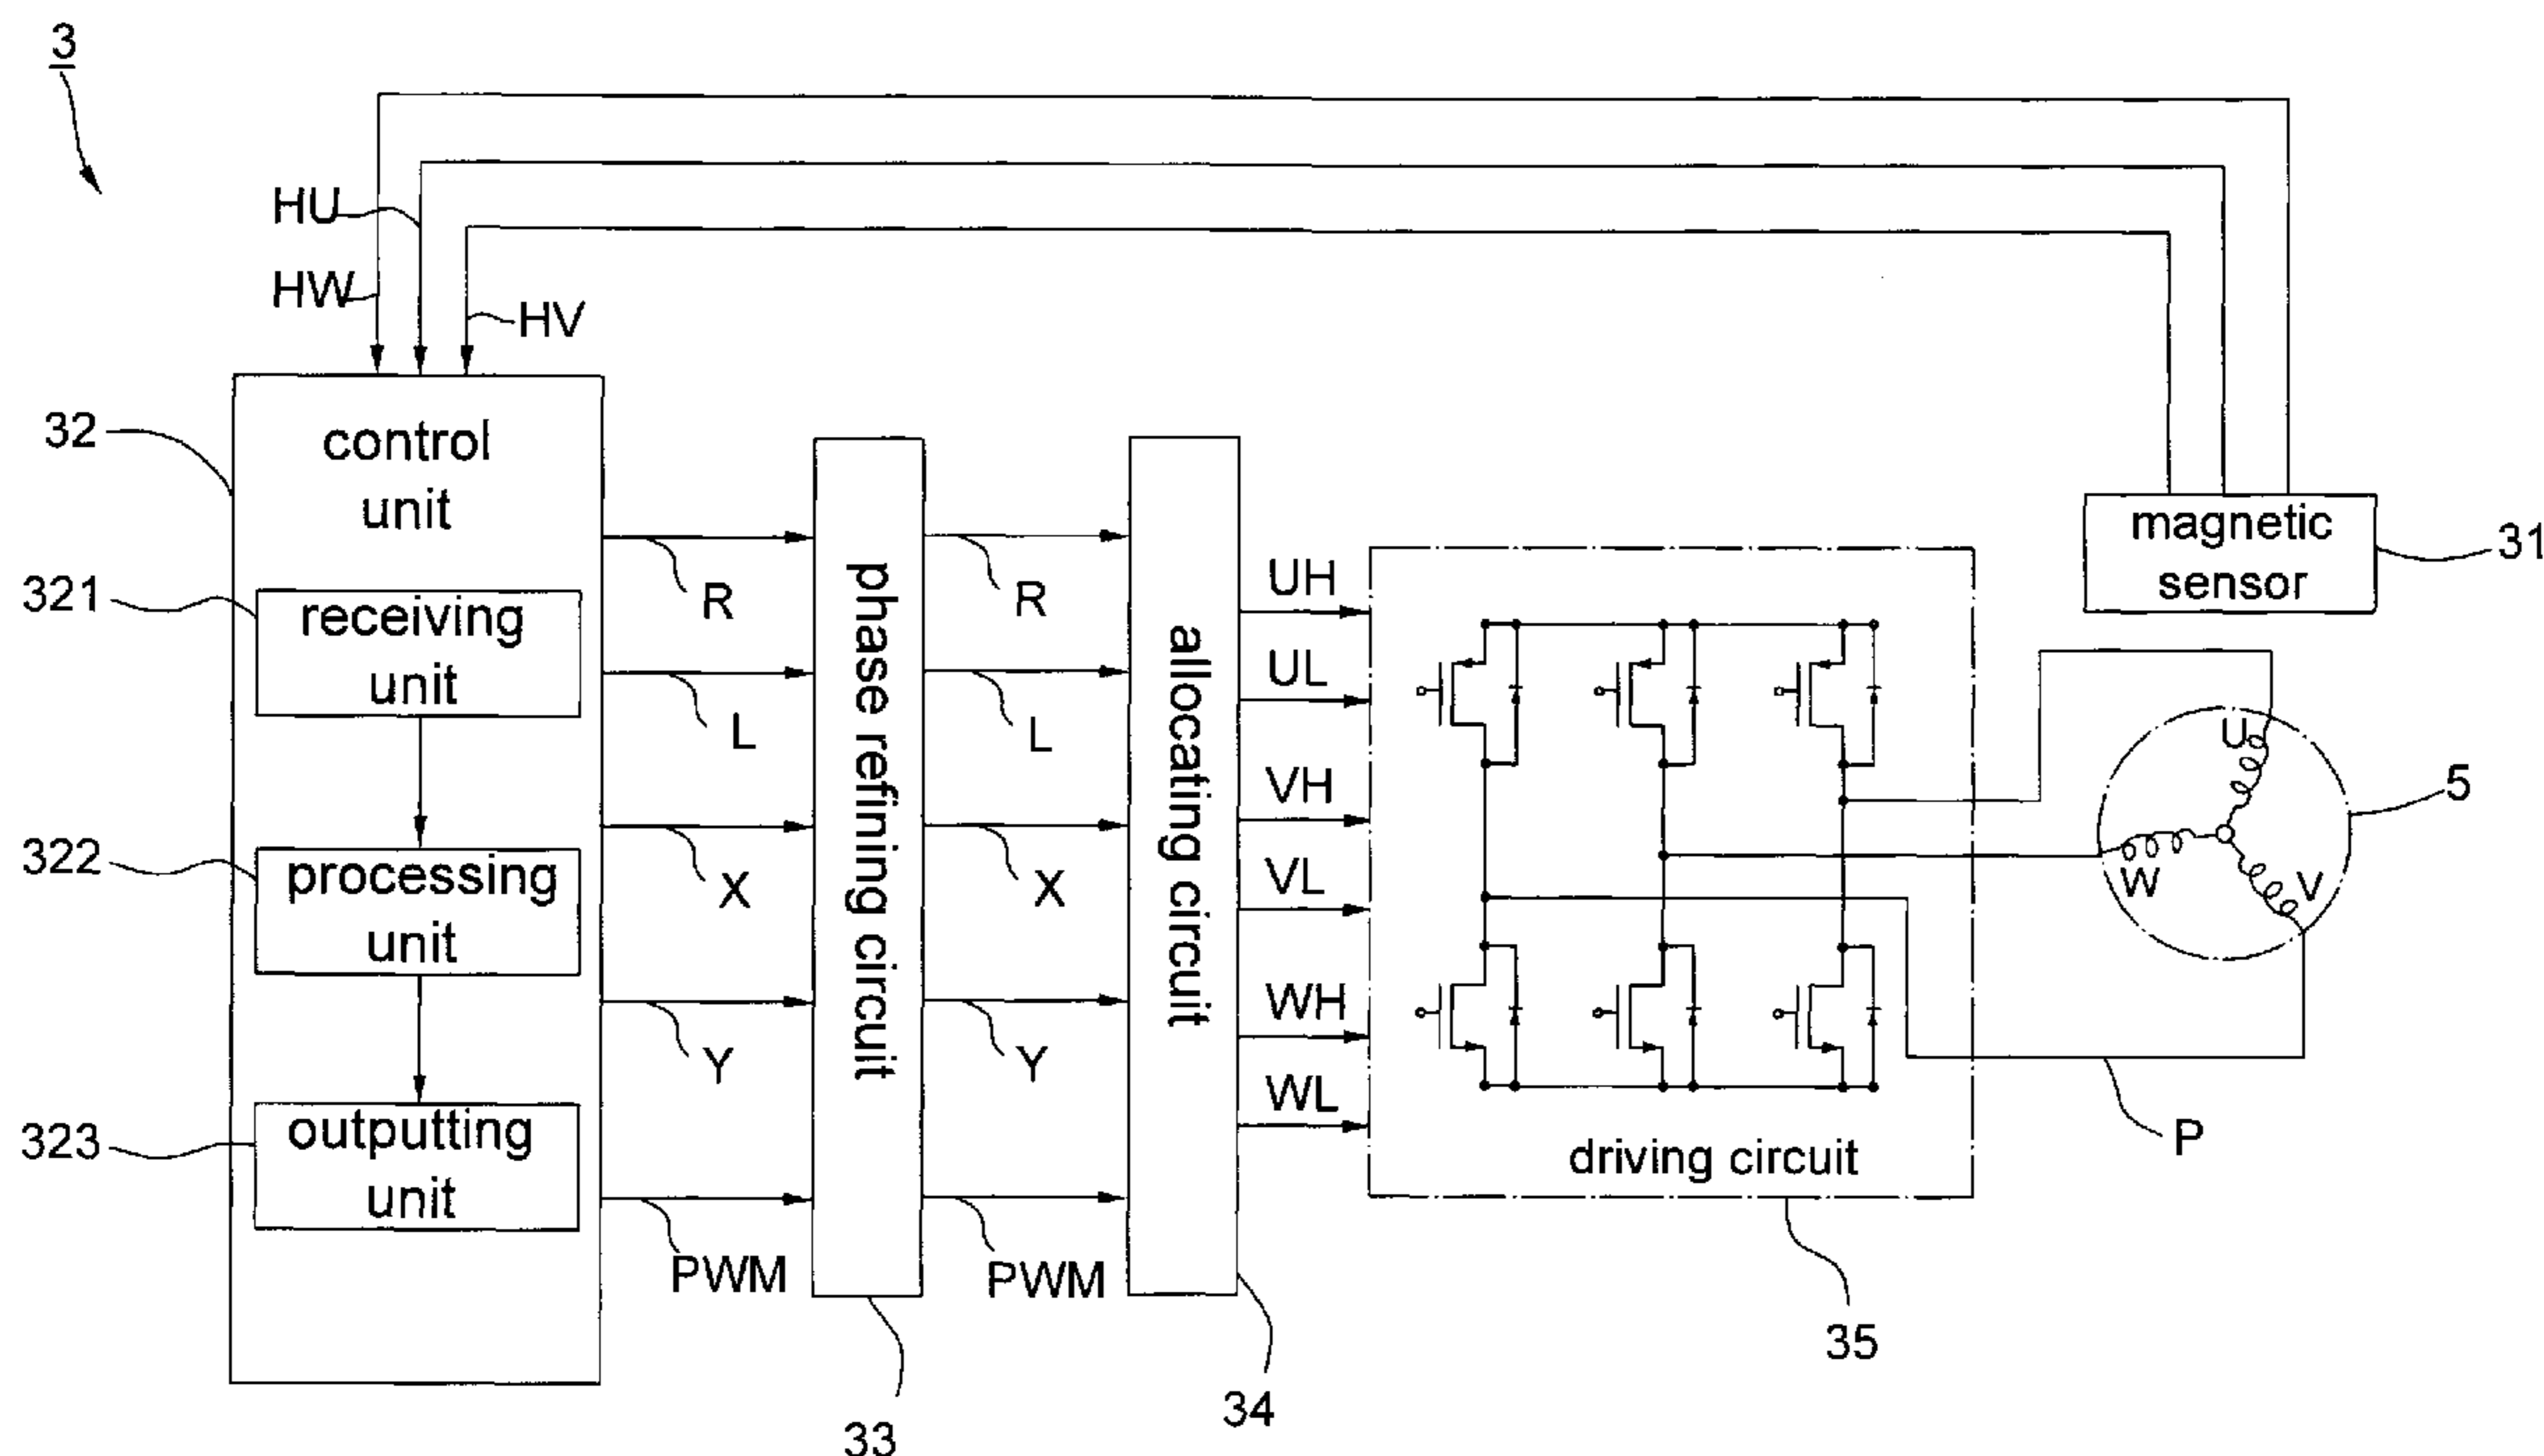 3
HU
HW
HV
32
control
unit
321
receiving
unit
322
processing
unit
323
outputting
unit
R
L
X
Y
PWM
phase refining circuit
33
R
L
X
Y
PWM
allocating circuit
34
UH
UL
VH
VL
WH
WL
driving circuit
35
magnetic
sensor
31
U
W
V
5
P